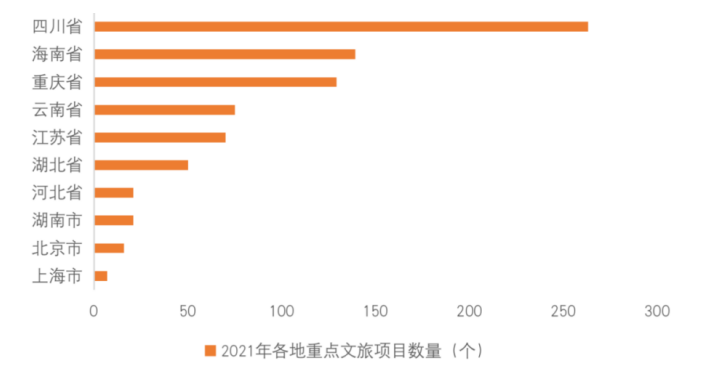 四川省
海南省
重庆省
云南省
江苏省
湖北省
河北省
湖南市
北京市
上海市
0 50 100 150 200 250 300
2021年各地重点文旅项目数量（个）